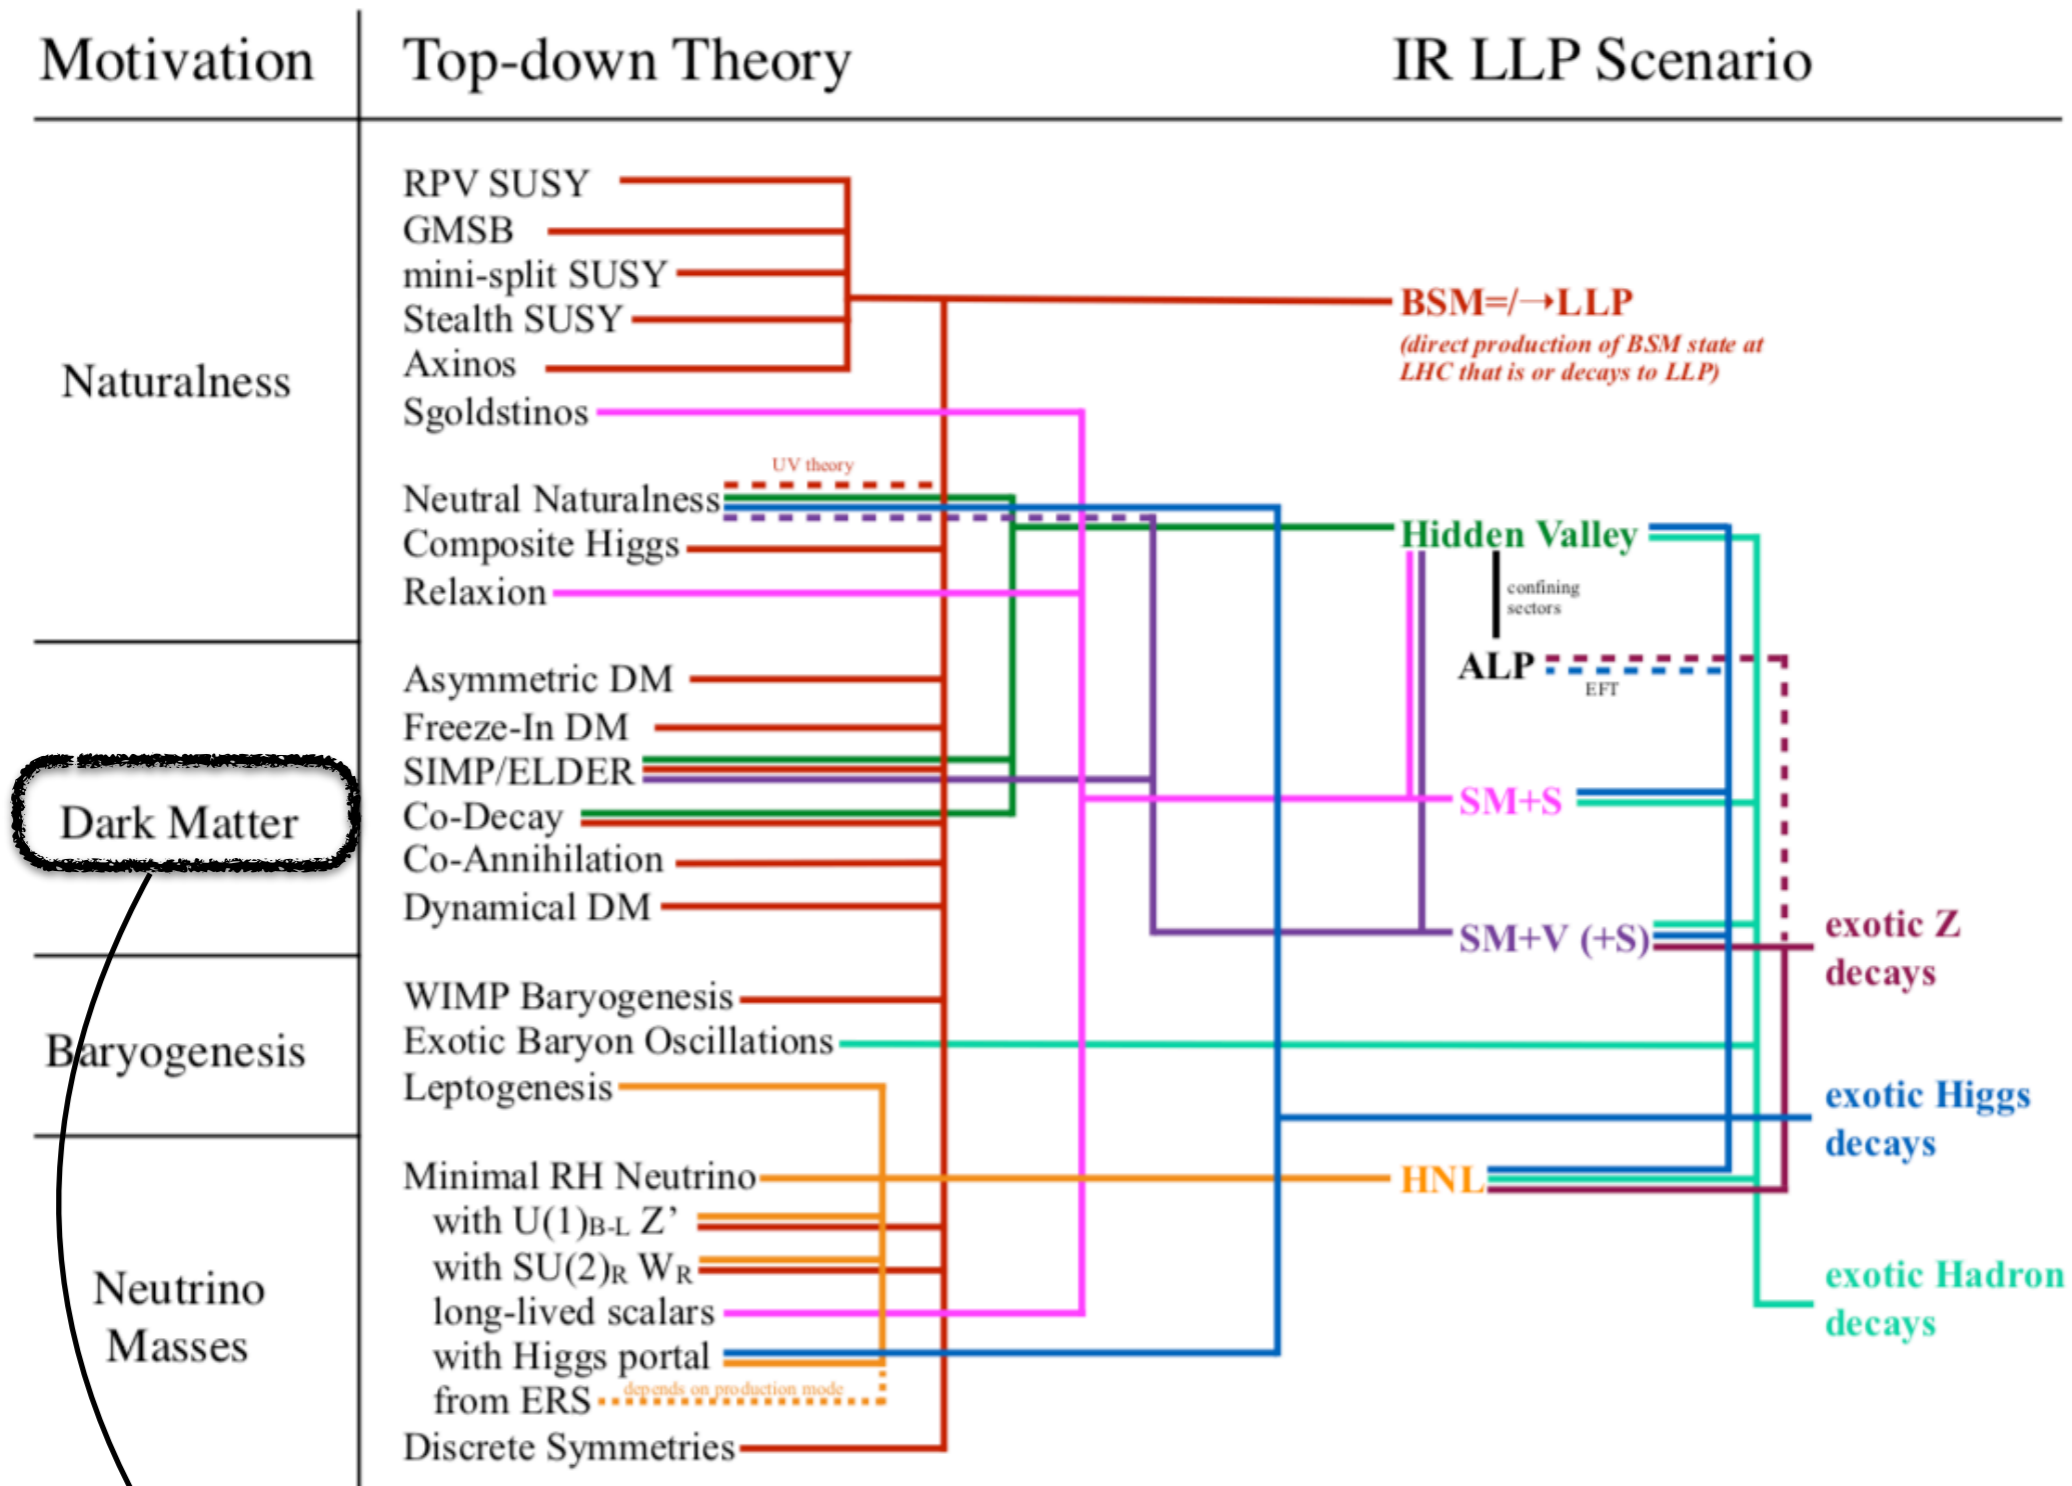 Motivation
Top-down Theory
IR LLP Scenario
Naturalness
RPV SUSY
GMSB
mini-split SUSY
Stealth SUSY
Axinos
Sgoldstinos
UV theory
Neutral Naturalness
Composite Higgs
Relaxion
Dark Matter
Asymmetric DM
Freeze-In DM
SIMP/ELDER
Co-Decay
Co-Annihilation
Dynamical DM
Baryogenesis
WIMP Baryogenesis
Exotic Baryon Oscillations
Leptogenesis
Neutrino
Masses
Minimal RH Neutrino
with U(1)B-L Z’
with SU(2)R WR
long-lived scalars
with Higgs portal
from ERS
depends on production mode
Discrete Symmetries
BSM=/→LLP
(direct production of BSM state at
LHC that is or decays to LLP)
Hidden Valley
confining
sectors
ALP
EFT
SM+S
SM+V (+S)
HNL
exotic Z
decays
exotic Higgs
decays
exotic Hadron
decays